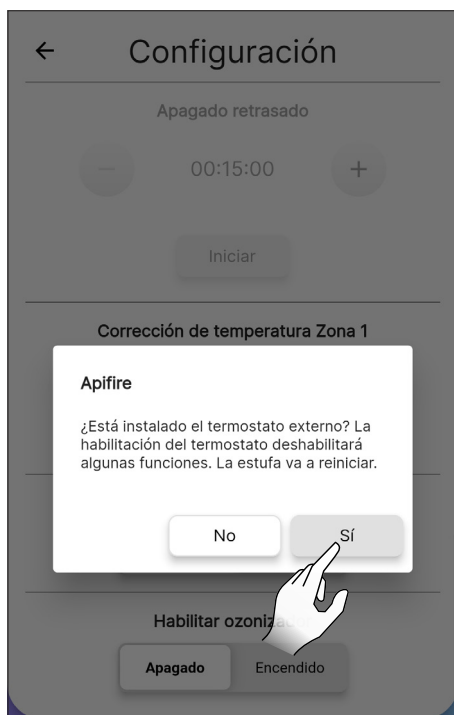 Configuración
Apagado retrasado
00:15:00
Iniciar
Corrección de temperatura Zona 1
Apifire
¿Está instalado el termostato externo? La
habilitación del termostato deshabilitará
algunas funciones. La estufa va a reiniciar.
No Sí
Habilitar
Apagado Encendido